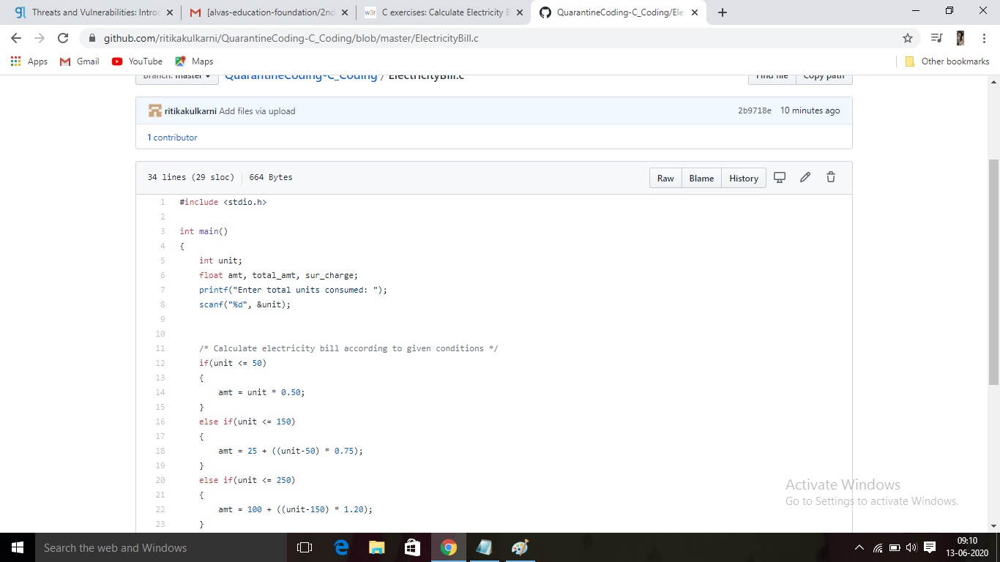 Threats and Vulnerabilities: Introd
[alvas-education-foundation/2nd
C exercises: Calculate Electricity B
QuarantineCoding-C_Coding/Ele
github.com/ritikakulkarni/QuarantineCoding-C_Coding/blob/master/ElectricityBill.c
Apps Gmail YouTube Maps Other bookmarks
Branch: master QuarantineCoding-C_Coding / ElectricityBill.c Find file Copy path
ritikakulkarni Add files via upload 2b9718e 10 minutes ago
1 contributor
34 lines (29 sloc) 664 Bytes Raw Blame History
1 #include <stdio.h>
2
3 int main()
4 {
5 int unit;
6 float amt, total_amt, sur_charge;
7 printf("Enter total units consumed: ");
8 scanf("%d", &unit);
9
10
11 /* Calculate electricity bill according to given conditions */
12 if(unit <= 50)
13 {
14 amt = unit * 0.50;
15 }
16 else if(unit <= 150)
17 {
18 amt = 25 + ((unit-50) * 0.75);
19 }
20 else if(unit <= 250)
21 {
22 amt = 100 + ((unit-150) * 1.20);
23 }
Activate Windows
Go to Settings to activate Windows.
Search the web and Windows
09:10
13-06-2020